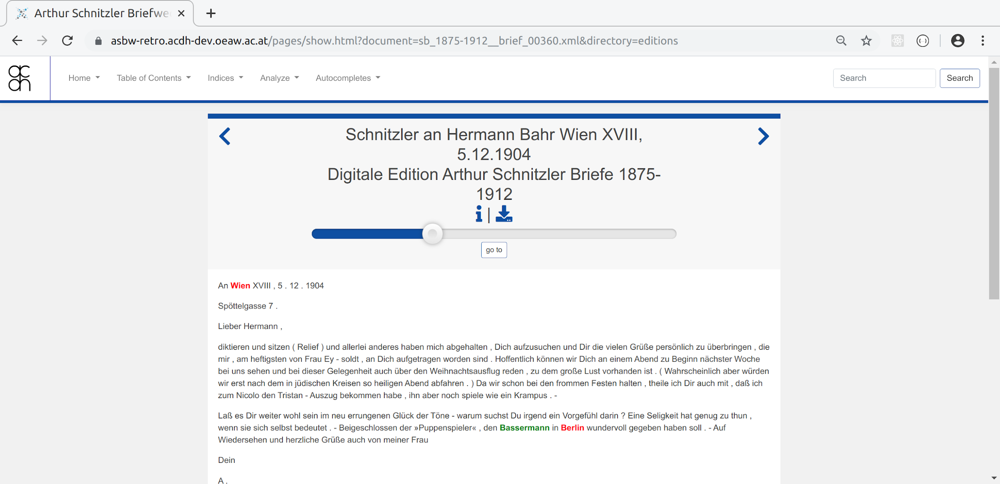 Arthur Schnitzler Briefwe
asbw-retro.acdh-dev.oeaw.ac.at/pages/show.html?document=sb_1875-1912__brief_00360.xml&directory=editions
ac
dh
Home
Table of Contents
Indices
Analyze
Autocompletes
Search
Search
Schnitzler an Hermann Bahr Wien XVIII,
5.12.1904
Digitale Edition Arthur Schnitzler Briefe 1875-
1912
|
go to
An Wien XVIII , 5 . 12 . 1904
Spöttelgasse 7 .
Lieber Hermann ,
diktieren und sitzen ( Relief ) und allerlei anderes haben mich abgehalten , Dich aufzusuchen und Dir die vielen Grüße persönlich zu überbringen , die
mir , am heftigsten von Frau Ey - soldt , an Dich aufgetragen worden sind . Hoffentlich können wir Dich an einem Abend zu Beginn nächster Woche
bei uns sehen und bei dieser Gelegenheit auch über den Weihnachtsausflug reden , zu dem große Lust vorhanden ist . ( Wahrscheinlich aber würden
wir erst nach dem in jüdischen Kreisen so heiligen Abend abfahren . ) Da wir schon bei den frommen Festen halten , theile ich Dir auch mit , daß ich
zum Nicolo den Tristan - Auszug bekommen habe , ihn aber noch spiele wie ein Krampus . -
Laß es Dir weiter wohl sein im neu errungenen Glück der Töne - warum suchst Du irgend ein Vorgefühl darin ? Eine Seligkeit hat genug zu thun ,
wenn sie sich selbst bedeutet . - Beigeschlossen der »Puppenspieler« , den Bassermann in Berlin wundervoll gegeben haben soll . - Auf
Wiedersehen und herzliche Grüße auch von meiner Frau
Dein
A .